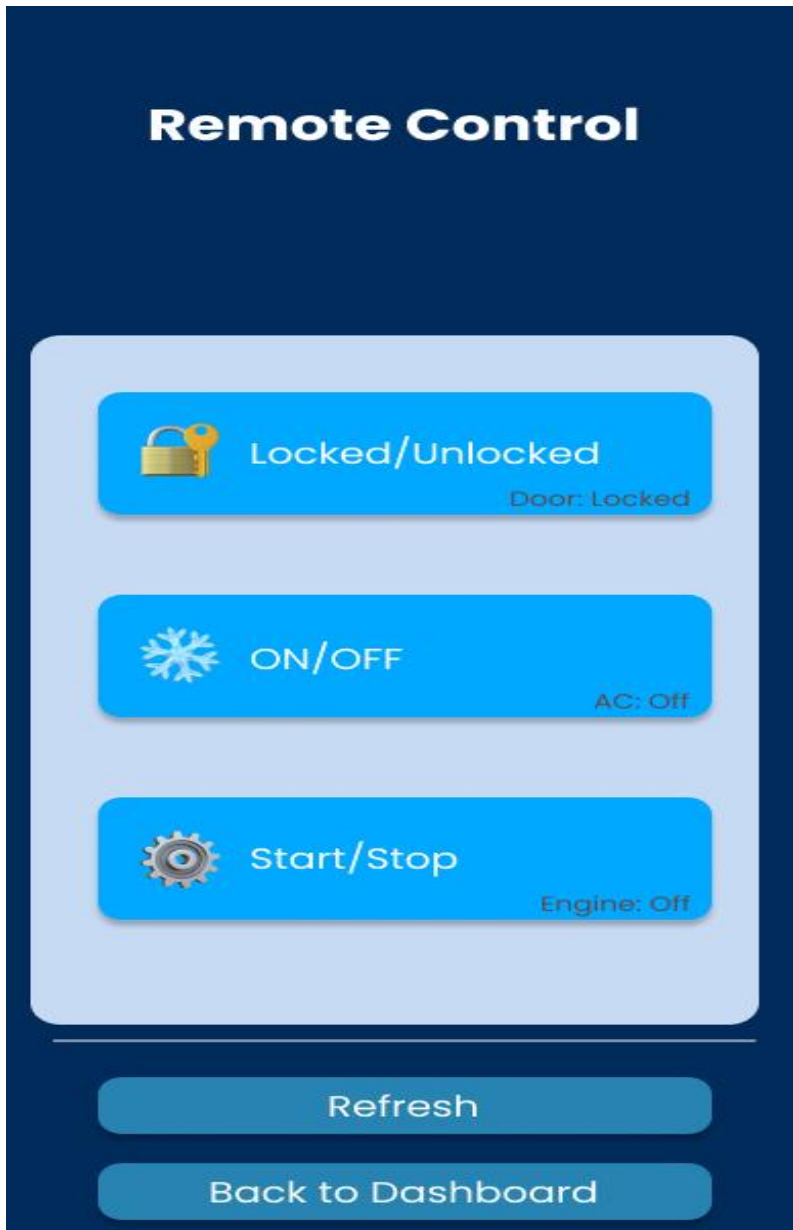 Remote Control
Locked/Unlocked
Door: Locked
ON/OFF
AC: Off
Start/Stop
Engine: Off
Refresh
Back to Dashboard